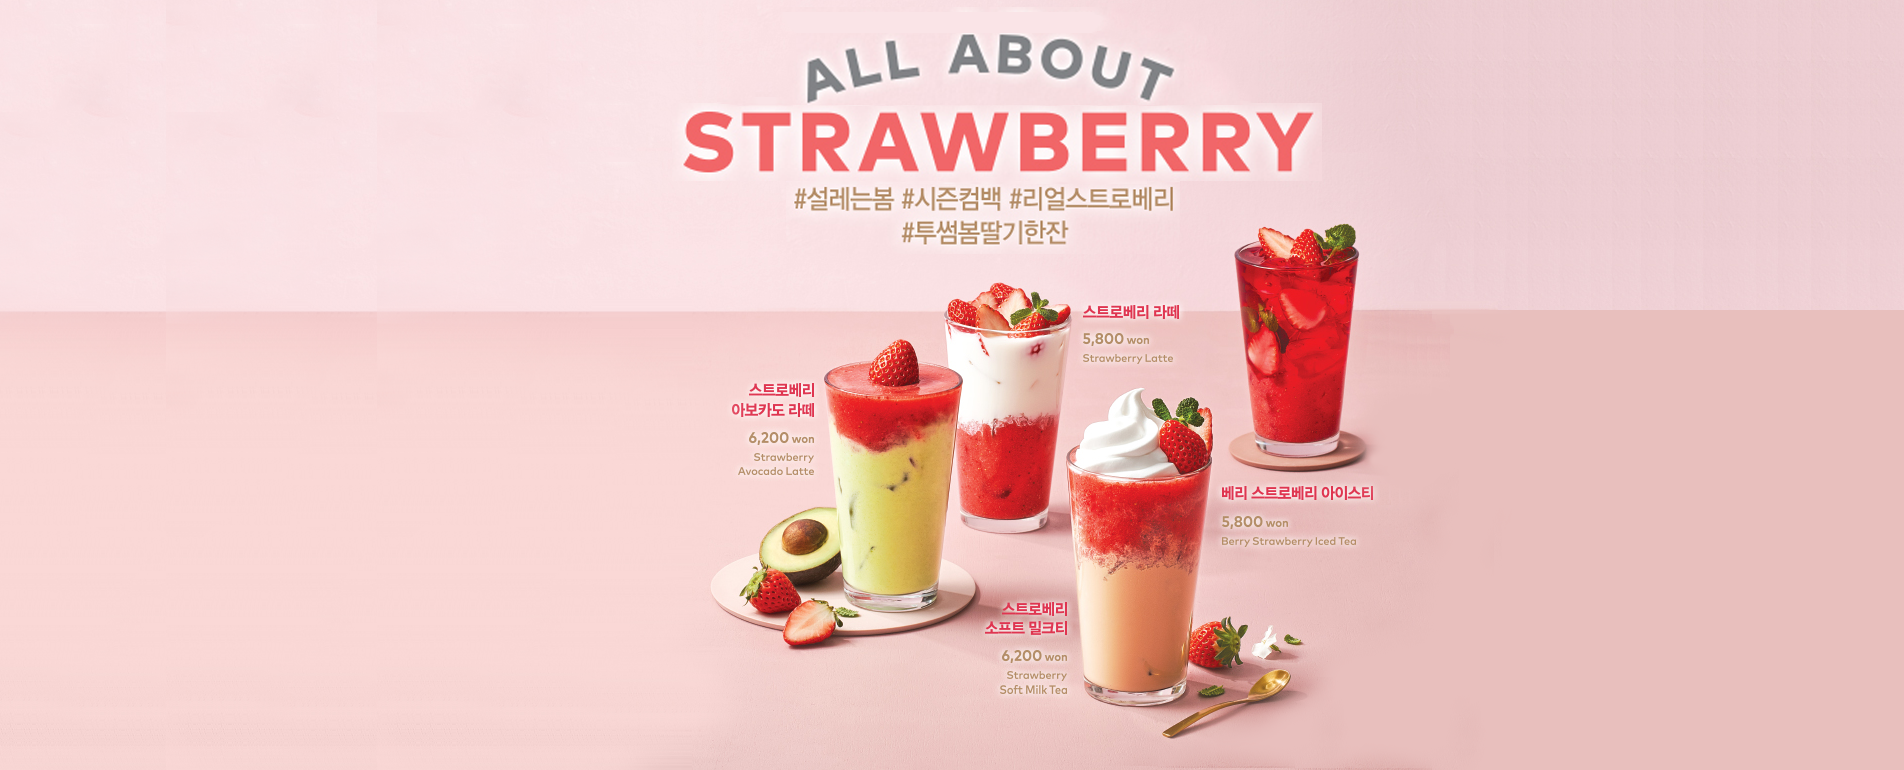 ALL ABOUT
STRAWBERRY
#설레는봄 #시즌컴백 #리얼스트로베리
#투썸봄딸기한잔
스트로베리 라떼
5,800 won
Strawberry Latte
스트로베리
아보카도 라떼
6,200 won
Strawberry
Avocado Latte
베리 스트로베리 아이스티
5,800 won
Berry Strawberry Iced Tea
스트로베리
소프트 밀크티
6,200 won
Strawberry
Soft Milk Tea